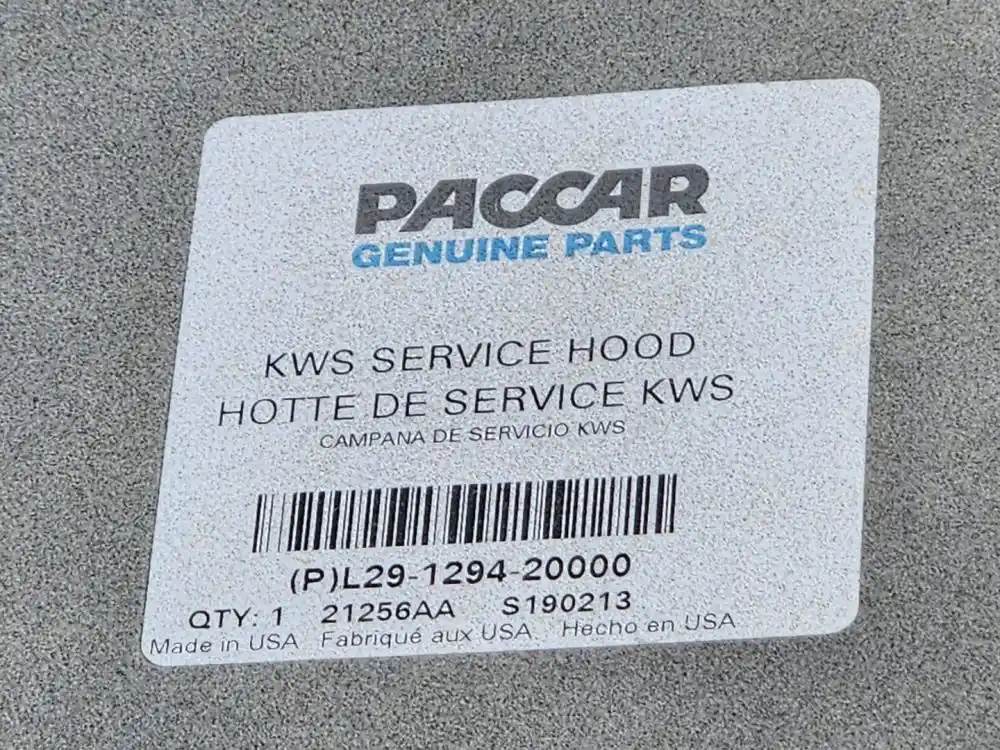 PACCAR
GENUINE PARTS
KWS SERVICE HOOD
HOTTE DE SERVICE KWS
CAMPANA DE SERVICIO KWS
(P)L29-1294-20000
QTY: 1 21256AA S190213
Made in USA Fabriqué aux USA Hecho en USA